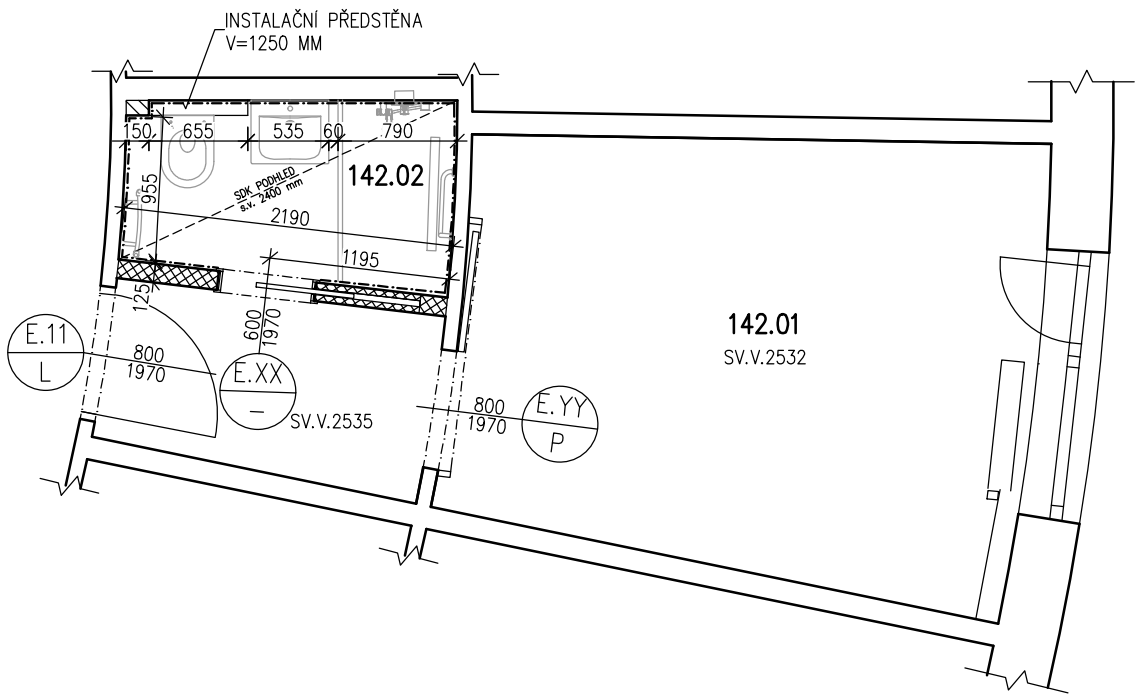 INSTALAČNÍ PŘEDSTĚNA
V=1250 MM
150
655
535
60
790
142.02
955
SDK PODHLED
s.v. 2400 mm
2190
1195
125
600
1970
E.11
L
800
1970
E.XX
–
SV.V.2535
800
1970
E.YY
P
142.01
SV.V.2532